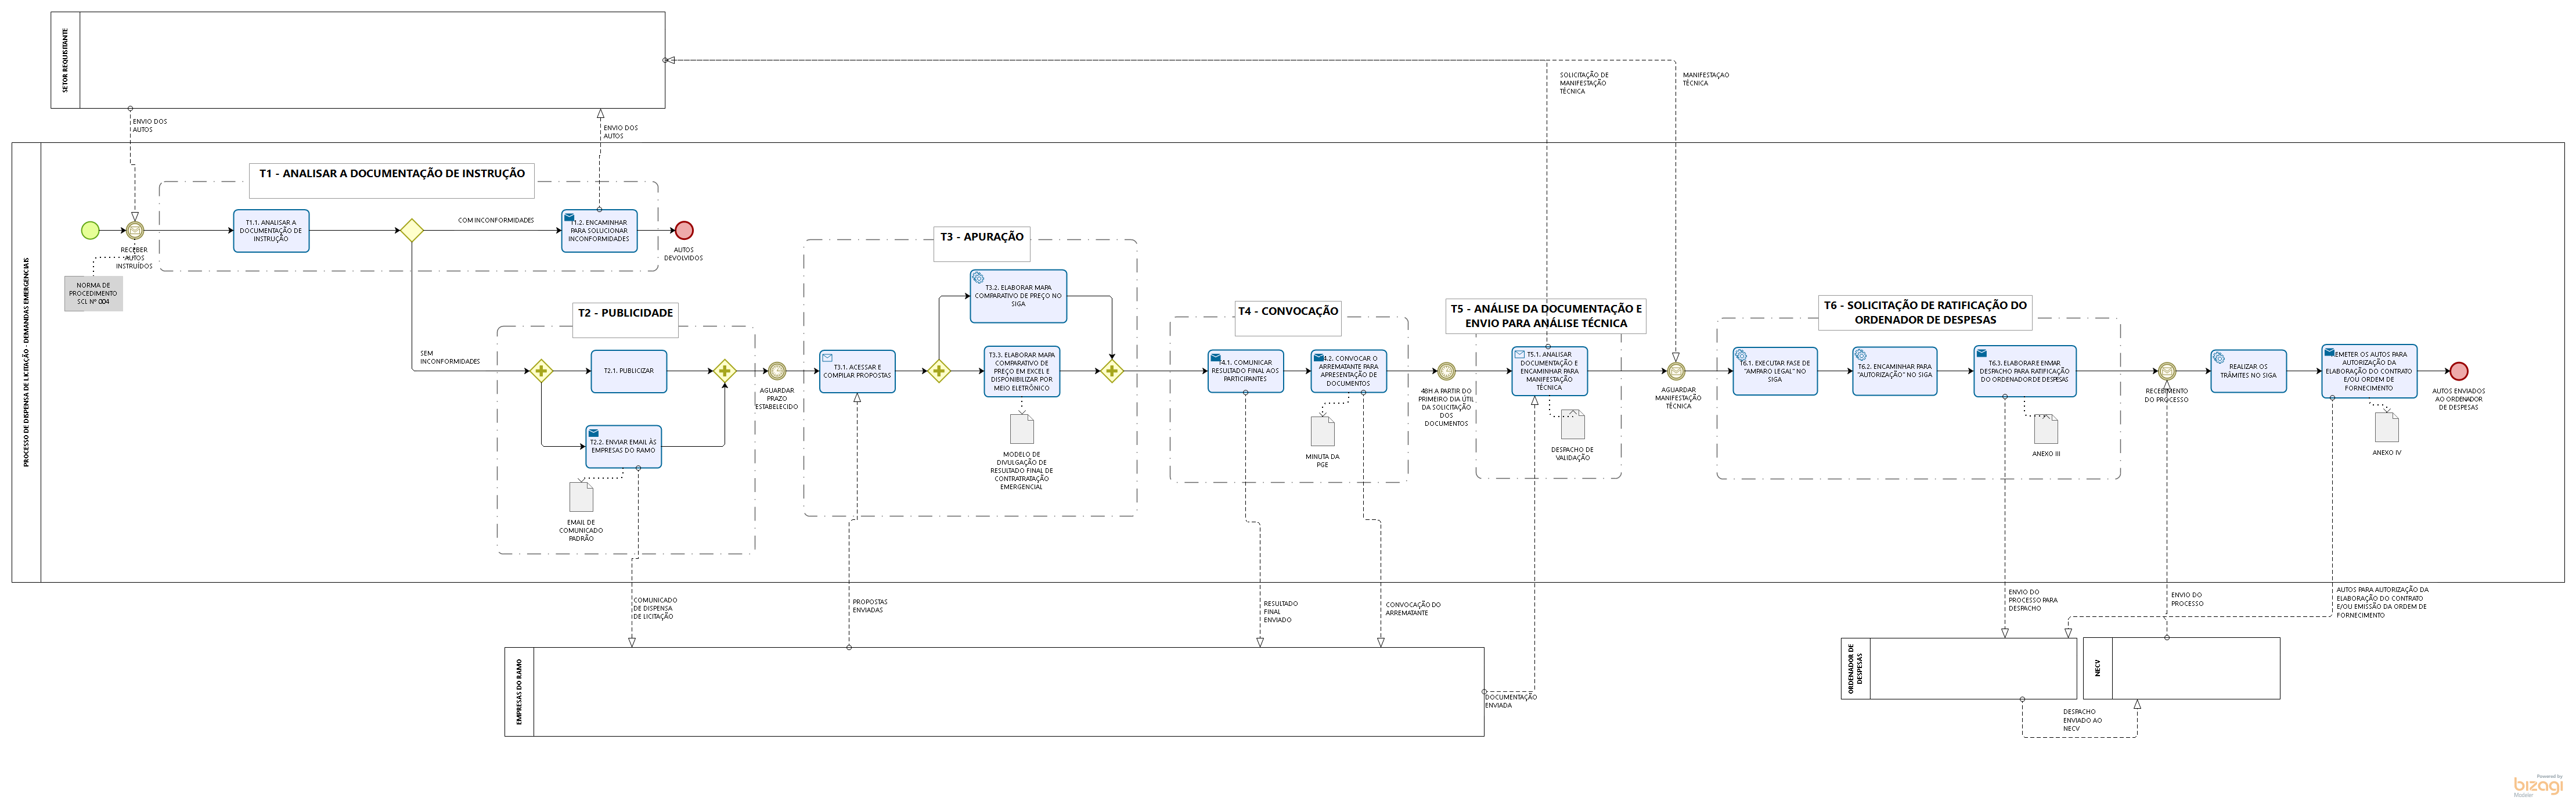 SETOR REQUISITANTE
ENVIO DOS
AUTOS
ENVIO DOS
AUTOS
SOLICITAÇÃO DE
MANIFESTAÇÃO
TÉCNICA
MANIFESTAÇAO
TÉCNICA
PROCESSO DE DISPENSA DE LICITAÇÃO - DEMANDAS EMERGENCIAIS
T1 - ANALISAR A DOCUMENTAÇÃO DE INSTRUÇÃO
RECEBER
AUTOS
INSTRUÍDOS
NORMA DE
PROCEDIMENTO
SCL Nº 004
T1.1. ANALISAR A
DOCUMENTAÇÃO DE
INSTRUÇÃO
COM INCONFORMIDADES
T1.2. ENCAMINHAR
PARA SOLUCIONAR
INCONFORMIDADES
AUTOS
DEVOLVIDOS
SEM
INCONFORMIDADES
T2 - PUBLICIDADE
T2.1. PUBLICIZAR
T2.2. ENVIAR EMAIL ÀS
EMPRESAS DO RAMO
EMAIL DE
COMUNICADO
PADRÃO
AGUARDAR
PRAZO
ESTABELECIDO
T3 - APURAÇÃO
T3.1. ACESSAR E
COMPILAR PROPOSTAS
T3.2. ELABORAR MAPA
COMPARATIVO DE PREÇO NO
SIGA
T3.3. ELABORAR MAPA
COMPARATIVO DE
PREÇO EM EXCEL E
DISPONIBILIZAR POR
MEIO ELETRÔNICO
MODELO DE
DIVULGAÇÃO DE
RESULTADO FINAL DE
CONTRATRATAÇÃO
EMERGENCIAL
T4 - CONVOCAÇÃO
T4.1. COMUNICAR
RESULTADO FINAL AOS
PARTICIPANTES
4.2. CONVOCAR O
ARREMATANTE PARA
APRESENTAÇÃO DE
DOCUMENTOS
MINUTA DA
PGE
48H A PARTIR DO
PRIMEIRO DIA ÚTIL
DA SOLICITAÇÃO
DOS
DOCUMENTOS
T5 - ANÁLISE DA DOCUMENTAÇÃO E
ENVIO PARA ANÁLISE TÉCNICA
T5.1. ANALISAR
DOCUMENTAÇÃO E
ENCAMINHAR PARA
MANIFESTAÇÃO
TÉCNICA
DESPACHO DE
VALIDAÇÃO
AGUARDAR
MANIFESTAÇÃO
TÉCNICA
T6 - SOLICITAÇÃO DE RATIFICAÇÃO DO
ORDENADOR DE DESPESAS
T6.1. EXECUTAR FASE DE
"AMPARO LEGAL" NO
SIGA
T6.2. ENCAMINHAR PARA
"AUTORIZAÇÃO" NO SIGA
T6.3. ELABORAR E ENVIAR
DESPACHO PARA RATIFICAÇÃO
DO ORDENADOR DE DESPESAS
ANEXO III
RECEBIMENTO
DO PROCESSO
REALIZAR OS
TRÂMITES NO SIGA
EMETER OS AUTOS PARA
AUTORIZAÇÃO DA
ELABORAÇÃO DO CONTRATO
E/OU ORDEM DE
FORNECIMENTO
ANEXO IV
AUTOS ENVIADOS
AO ORDENADOR
DE DESPESAS
COMUNICADO
DE DISPENSA
DE LICITAÇÃO
PROPOSTAS
ENVIADAS
RESULTADO
FINAL
ENVIADO
CONVOCAÇÃO DO
ARREMATANTE
DOCUMENTAÇÃO
ENVIADA
ENVIO DO
PROCESSO PARA
DESPACHO
ENVIO DO
PROCESSO
AUTOS PARA AUTORIZAÇÃO DA
ELABORAÇÃO DO CONTRATO
E/OU EMISSÃO DA ORDEM DE
FORNECIMENTO
EMPRESAS DO RAMO
ORDENADOR DE
DESPESAS
NECV
DESPACHO
ENVIADO AO
NECV
Powered by
bizagi
Modeler